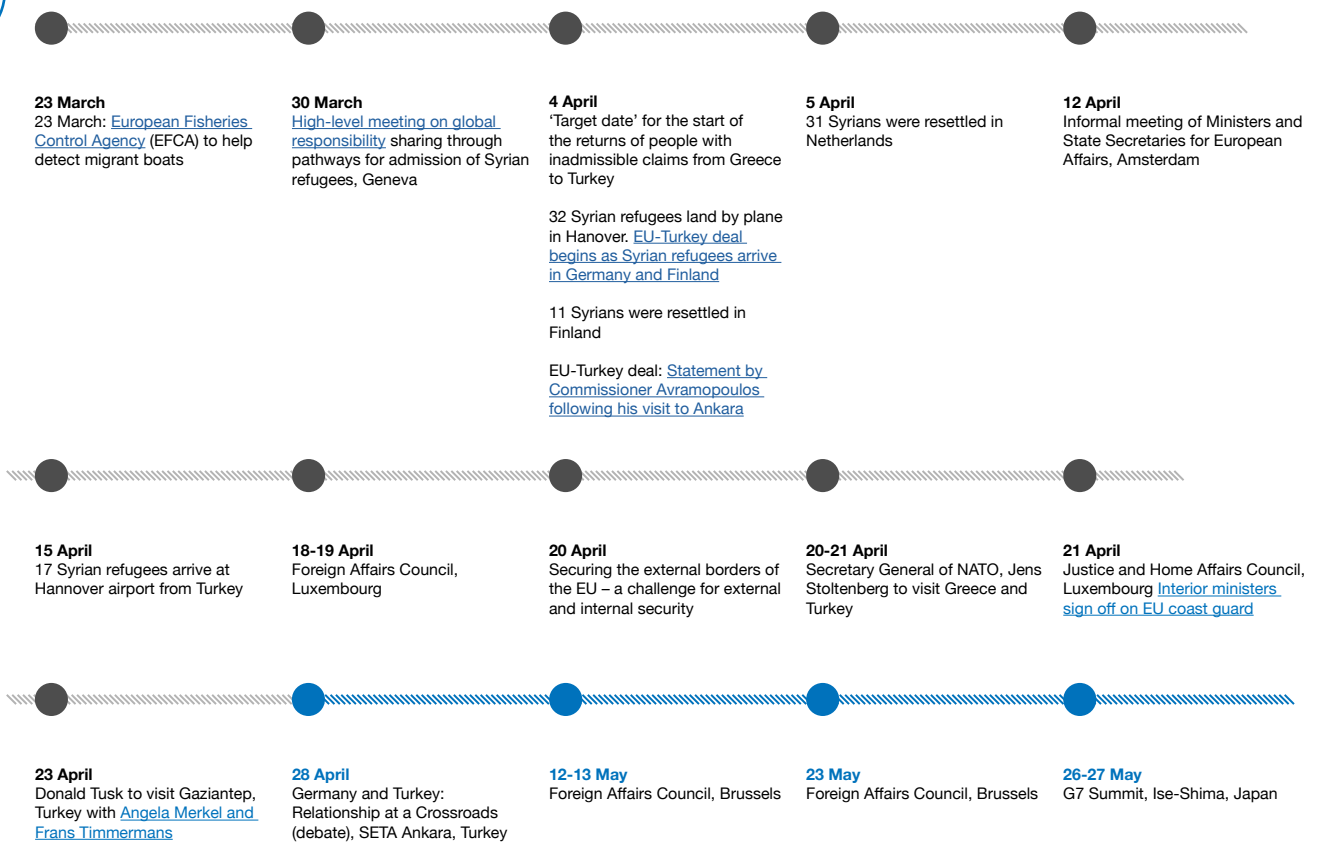 23 March
23 March: European Fisheries
Control Agency (EFCA) to help
detect migrant boats
30 March
High-level meeting on global
responsibility sharing through
pathways for admission of Syrian
refugees, Geneva
4 April
‘Target date’ for the start of
the returns of people with
inadmissible claims from Greece
to Turkey
32 Syrian refugees land by plane
in Hanover. EU-Turkey deal
begins as Syrian refugees arrive
in Germany and Finland
11 Syrians were resettled in
Finland
EU-Turkey deal: Statement by
Commissioner Avramopoulos
following his visit to Ankara
5 April
31 Syrians were resettled in
Netherlands
12 April
Informal meeting of Ministers and
State Secretaries for European
Affairs, Amsterdam
15 April
17 Syrian refugees arrive at
Hannover airport from Turkey
18-19 April
Foreign Affairs Council,
Luxembourg
20 April
Securing the external borders of
the EU – a challenge for external
and internal security
20-21 April
Secretary General of NATO, Jens
Stoltenberg to visit Greece and
Turkey
21 April
Justice and Home Affairs Council,
Luxembourg Interior ministers
sign off on EU coast guard
23 April
Donald Tusk to visit Gaziantep,
Turkey with Angela Merkel and
Frans Timmermans
28 April
Germany and Turkey:
Relationship at a Crossroads
(debate), SETA Ankara, Turkey
12-13 May
Foreign Affairs Council, Brussels
23 May
Foreign Affairs Council, Brussels
26-27 May
G7 Summit, Ise-Shima, Japan